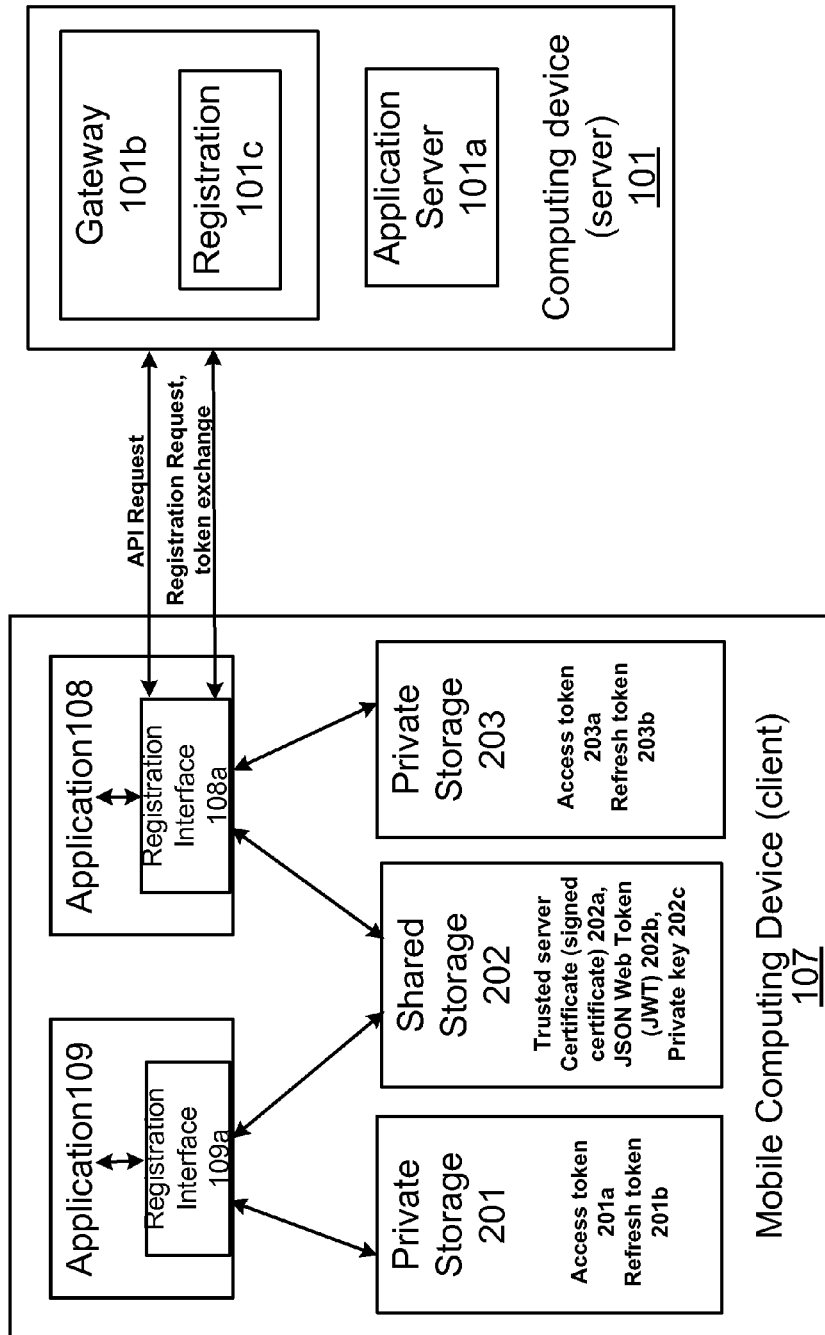 Application109
Registration
Interface
109a
Application108
Registration
Interface
108a
Private
Storage
201
Access token
201a
Refresh token
201b
Shared
Storage
202
Trusted server
Certificate (signed
certificate) 202a,
JSON Web Token
(JWT) 202b,
Private key 202c
Private
Storage
203
Access token
203a
Refresh token
203b
Mobile Computing Device (client)
107
API Request
Registration Request,
token exchange
Gateway
101b
Registration
101c
Application
Server
101a
Computing device
(server)
101